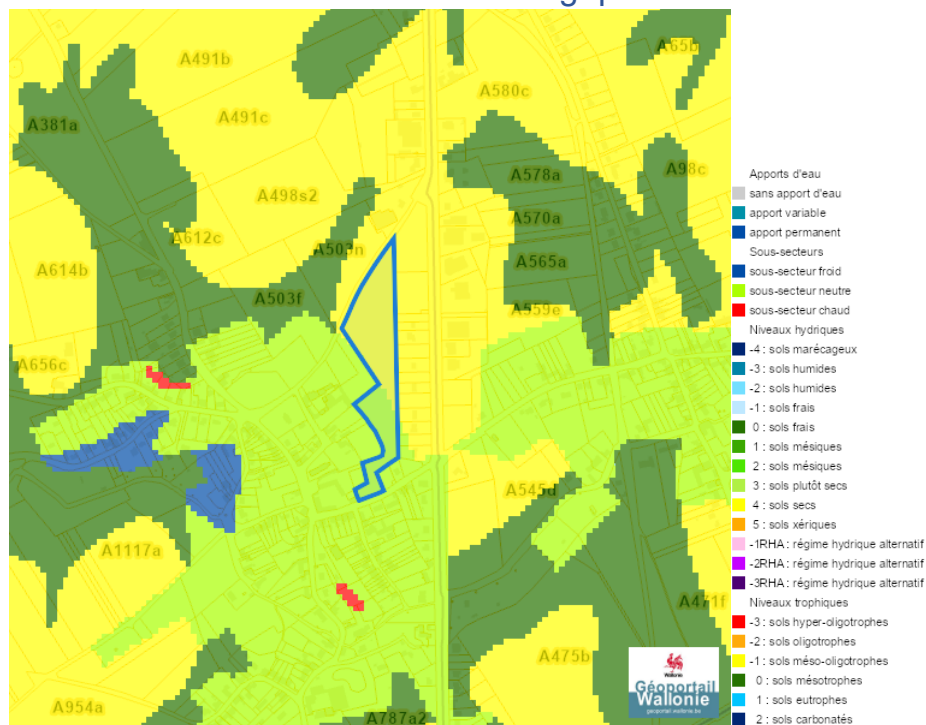 A65b
A491b
A580c
A491c
A381a
A98c
A578a
A498s2
A570a
A612c
A503n
A565a
A614b
A503f
A559e
A656c
A545d
A1117a
A471f
A475b
A954a
A787a2
Wallonie
Géoportail
Wallonie
geoportail.wallonie.be
Apports d'eau
sans apport d'eau
apport variable
apport permanent
Sous-secteurs
sous-secteur froid
sous-secteur neutre
sous-secteur chaud
Niveaux hydriques
-4 : sols marécageux
-3 : sols humides
-2 : sols humides
-1 : sols frais
0 : sols frais
1 : sols mésiques
2 : sols mésiques
3 : sols plutôt secs
4 : sols secs
5 : sols xériques
-1RHA : régime hydrique alternatif
-2RHA : régime hydrique alternatif
-3RHA : régime hydrique alternatif
Niveaux trophiques
-3 : sols hyper-oligotrophes
-2 : sols oligotrophes
-1 : sols méso-oligotrophes
0 : sols mésotrophes
1 : sols eutrophes
2 : sols carbonatés